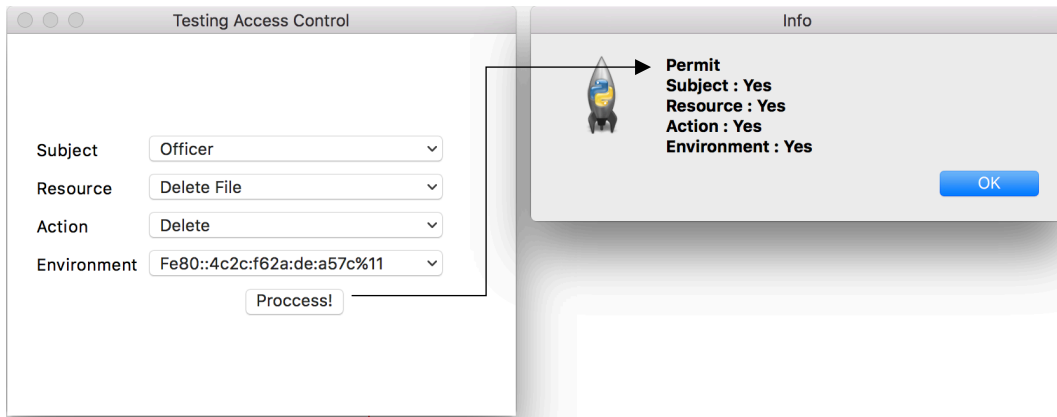 Testing Access Control
Subject Officer
Resource Delete File
Action Delete
Environment Fe80::4c2c:f62a:de:a57c%11
Proccess!
Info
Permit
Subject : Yes
Resource : Yes
Action : Yes
Environment : Yes
OK